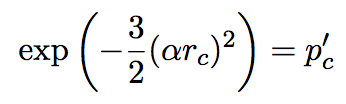 exp(-3/2(αr_c)^2) = p'_c